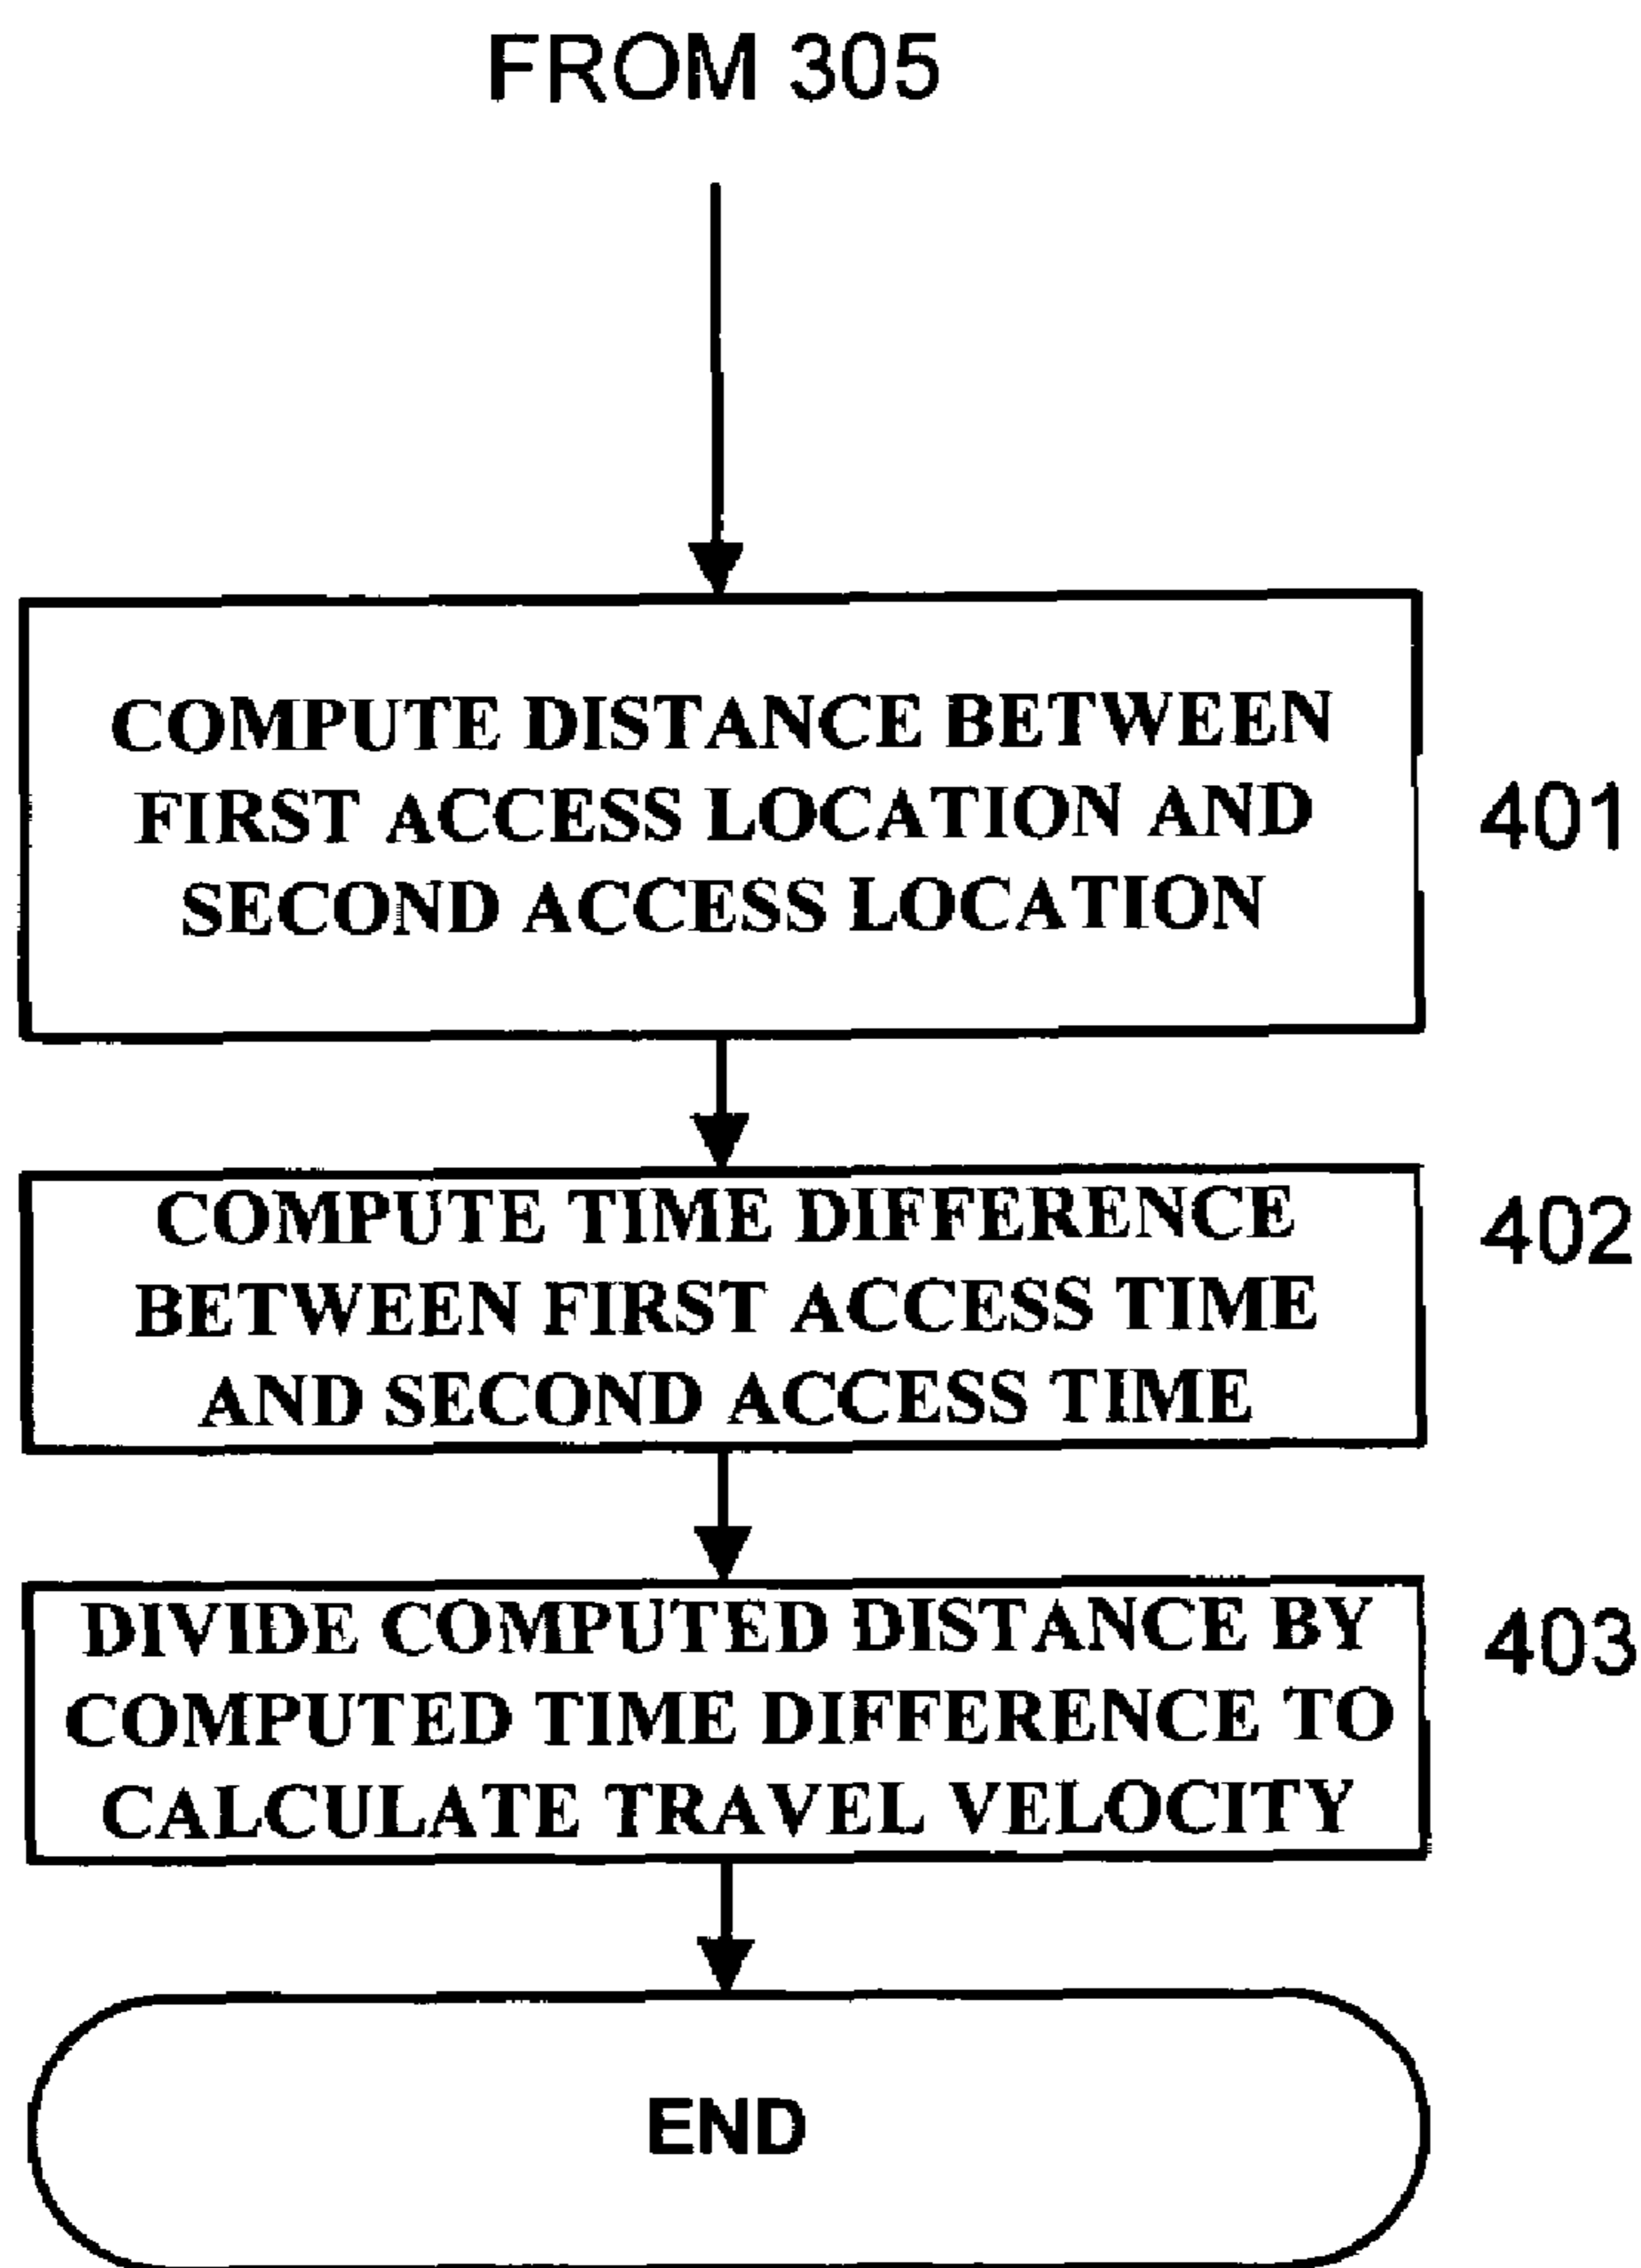 FROM 305
COMPUTE DISTANCE BETWEEN
FIRST ACCESS LOCATION AND
SECOND ACCESS LOCATION
401
COMPUTE TIME DIFFERENCE
BETWEEN FIRST ACCESS TIME
AND SECOND ACCESS TIME
402
DIVIDE COMPUTED DISTANCE BY
COMPUTED TIME DIFFERENCE TO
CALCULATE TRAVEL VELOCITY
403
END